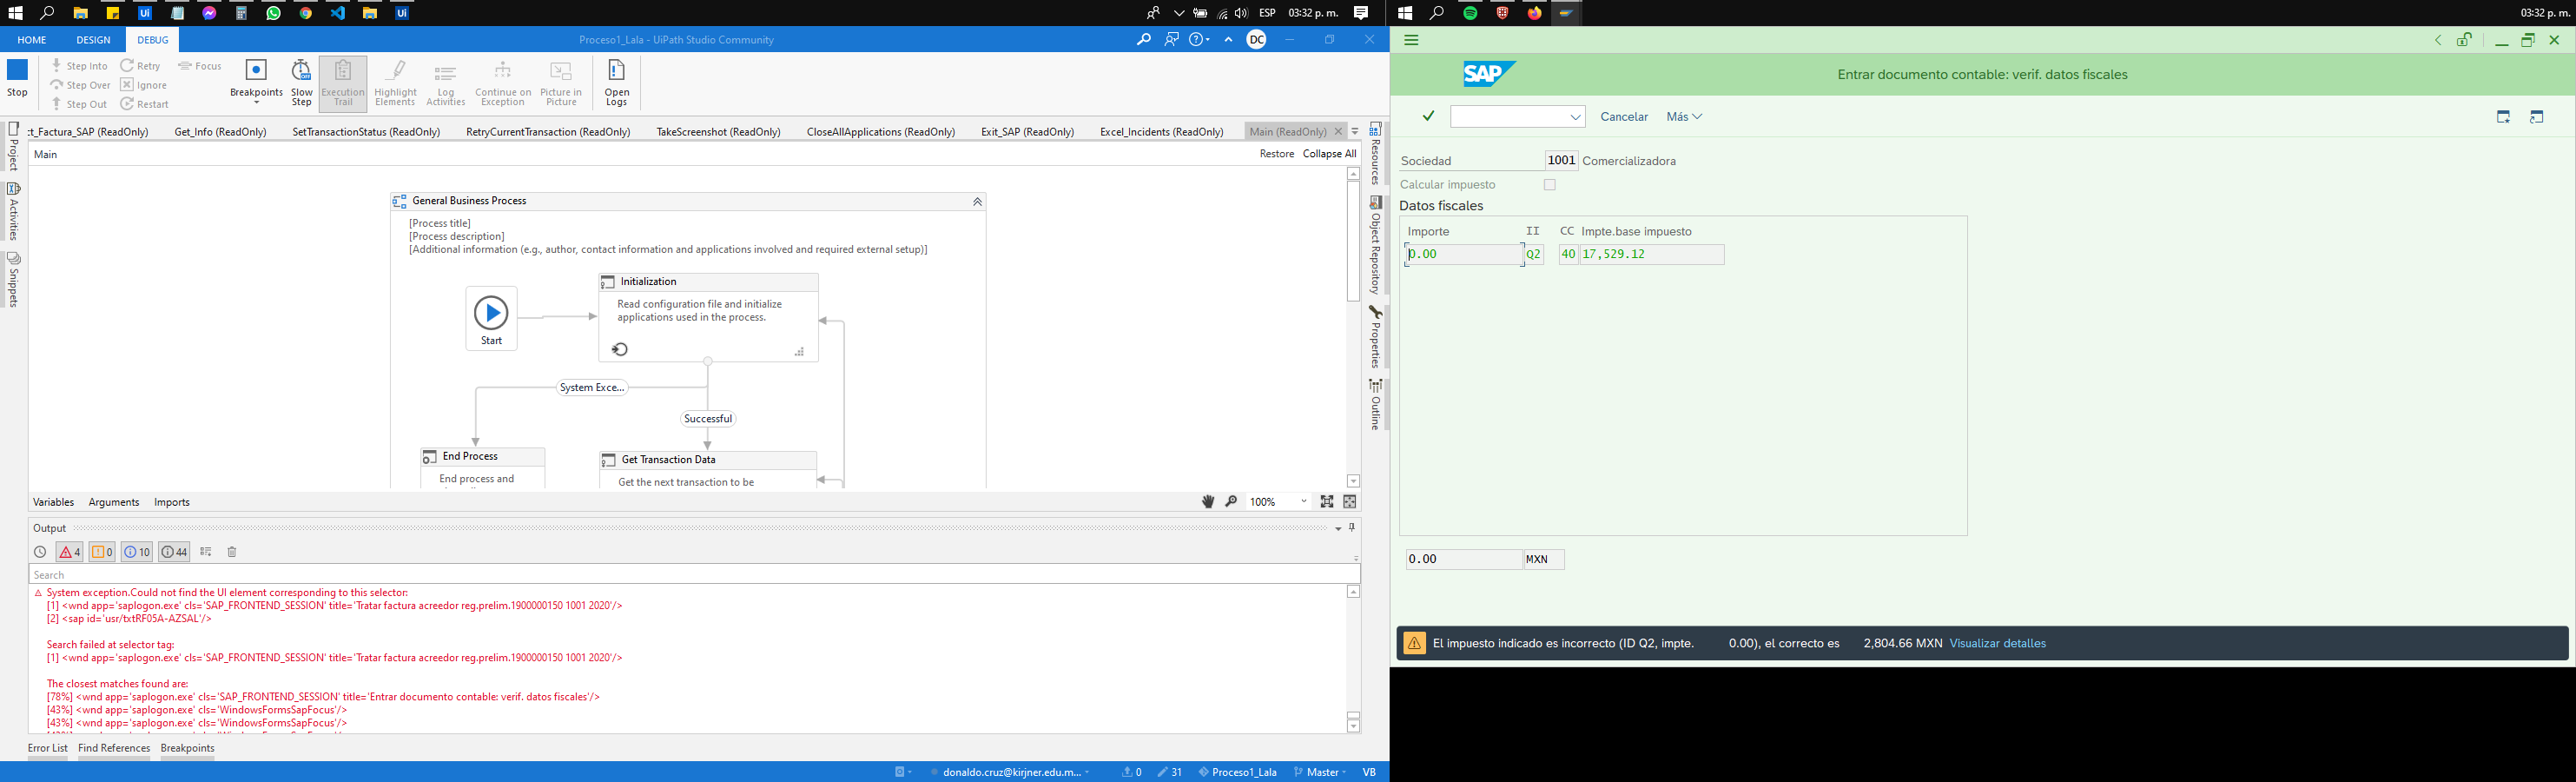 ESP
03:32 p. m.
03:32 p. m.
HOME
DESIGN
DEBUG
Proceso1_Lala - UiPath Studio Community
DC
Stop
Step Into
Step Over
Step Out
Retry
Ignore
Restart
Focus
Breakpoints
Slow
Step
Execution
Trail
Highlight
Elements
Log
Activities
Continue on
Exception
Picture in
Picture
Open
Logs
ct_Factura_SAP (ReadOnly)
Get_Info (ReadOnly)
SetTransactionStatus (ReadOnly)
RetryCurrentTransaction (ReadOnly)
TakeScreenshot (ReadOnly)
CloseAllApplications (ReadOnly)
Exit_SAP (ReadOnly)
Excel_Incidents (ReadOnly)
Main (ReadOnly)
Project
Activities
Snippets
Main
Restore
Collapse All
General Business Process
[Process title]
[Process description]
[Additional information (e.g., author, contact information and applications involved and required external setup)]
Start
Initialization
Read configuration file and initialize
applications used in the process.
System Exce...
Successful
End Process
End process and
Get Transaction Data
Get the next transaction to be
Resources
Object Repository
Properties
Outline
Variables
Arguments
Imports
100%
Output
4
0
10
44
Search
System exception.Could not find the UI element corresponding to this selector:
[1] <wnd app='saplogon.exe' cls='SAP_FRONTEND_SESSION' title='Tratar factura acreedor reg.prelim.1900000150 1001 2020'/>
[2] <sap id='usr/txtRF05A-AZSAL'/>
Search failed at selector tag:
[1] <wnd app='saplogon.exe' cls='SAP_FRONTEND_SESSION' title='Tratar factura acreedor reg.prelim.1900000150 1001 2020'/>
The closest matches found are:
[78%] <wnd app='saplogon.exe' cls='SAP_FRONTEND_SESSION' title='Entrar documento contable: verif. datos fiscales'/>
[43%] <wnd app='saplogon.exe' cls='WindowsFormsSapFocus'/>
[43%] <wnd app='saplogon.exe' cls='WindowsFormsSapFocus'/>
Error List
Find References
Breakpoints
donaldo.cruz@kirjner.edu.m...
0
31
Proceso1_Lala
Master
VB
SAP
Entrar documento contable: verif. datos fiscales
Cancelar
Más
Sociedad
1001
Comercializadora
Calcular impuesto
Datos fiscales
Importe
II
CC
Impte.base impuesto
0.00
Q2
40
17,529.12
0.00
MXN
El impuesto indicado es incorrecto (ID Q2, impte. 0.00), el correcto es 2,804.66 MXN Visualizar detalles